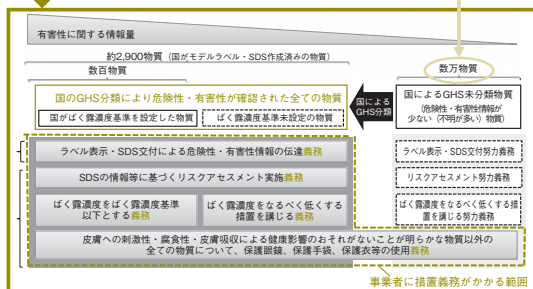 有害性に関する情報量
約2,900物質（国がモデルラベル・SDS作成済みの物質）
数百物質
数万物質
国のGHS分類により危険性・有害性が確認された全ての物質
国がばく露濃度基準を設定した物質
ばく露濃度基準未設定の物質
国による
GHS分類
国によるGHS未分類物質
（危険性・有害性情報が
少ない（不明が多い）物質）
ラベル表示・SDS交付による危険性・有害性情報の伝達義務
ラベル表示・SDS交付努力義務
SDSの情報等に基づくリスクアセスメント実施義務
リスクアセスメント努力義務
ばく露濃度をばく露濃度基準
以下とする義務
ばく露濃度をなるべく低くする
措置を講じる義務
ばく露濃度をなるべく低くする措
置を講じる努力義務
皮膚への刺激性・腐食性・皮膚吸収による健康影響のおそれがないことが明らかな物質以外の
全ての物質について、保護眼鏡、保護手袋、保護衣等の使用義務
事業者に措置義務がかかる範囲